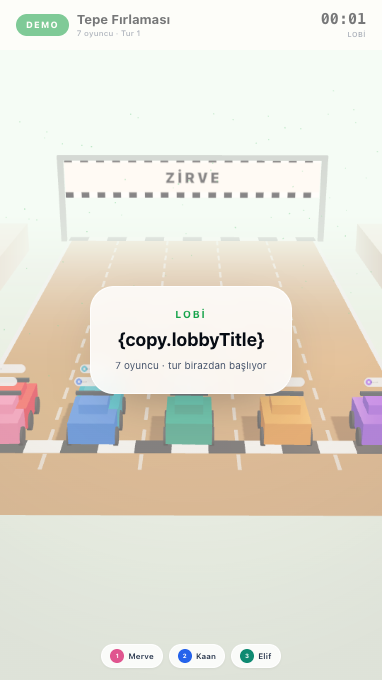 DEMO
Tepe Fırlaması
7 oyuncu · Tur 1
00:01
LOBİ
ZİRVE
LOBİ
{copy.lobbyTitle}
7 oyuncu · tur birazdan başlıyor
1 Merve
2 Kaan
3 Elif